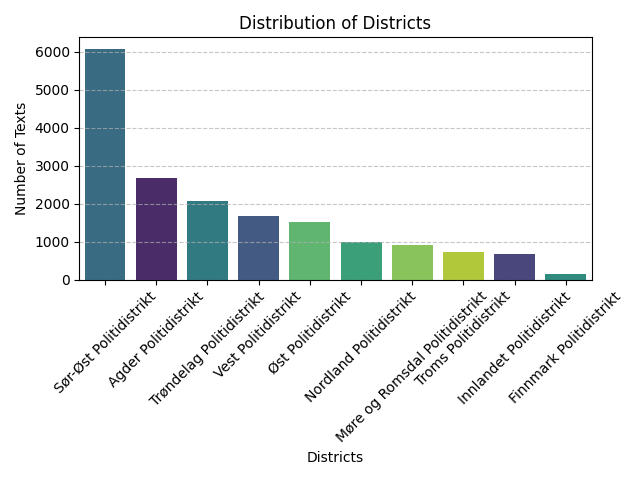 Distribution of Districts
Number of Texts
6000
5000
4000
3000
2000
1000
0
Sør-Øst Politidistrikt
Agder Politidistrikt
Trøndelag Politidistrikt
Vest Politidistrikt
Øst Politidistrikt
Nordland Politidistrikt
Møre og Romsdal Politidistrikt
Troms Politidistrikt
Innlandet Politidistrikt
Finnmark Politidistrikt
Districts